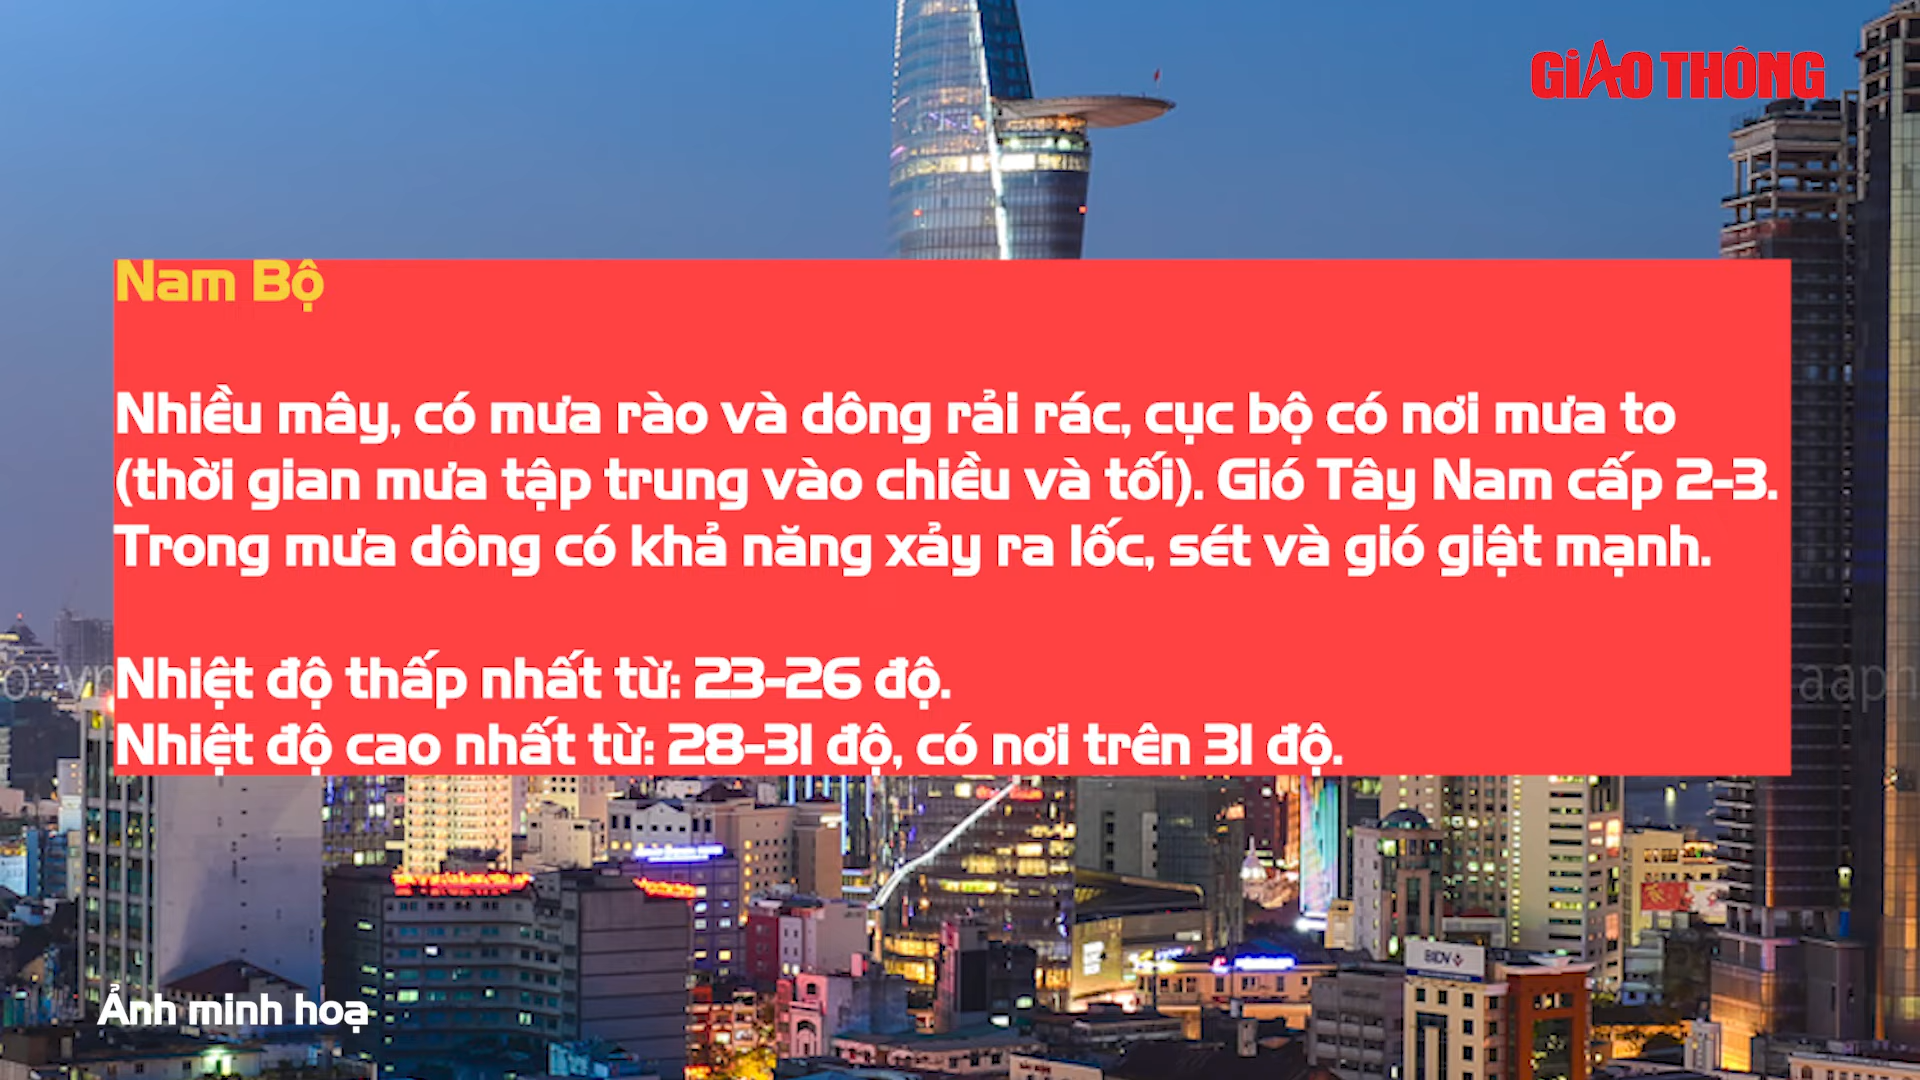 GIAO THÔNG
Nam Bộ
Nhiều mây, có mưa rào và dông rải rác, cục bộ có nơi mưa to
(thời gian mưa tập trung vào chiều và tối). Gió Tây Nam cấp 2-3.
Trong mưa dông có khả năng xảy ra lốc, sét và gió giật mạnh.
Nhiệt độ thấp nhất từ: 23-26 độ.
Nhiệt độ cao nhất từ: 28-31 độ, có nơi trên 31 độ.
BIDV
Ảnh minh hoạ